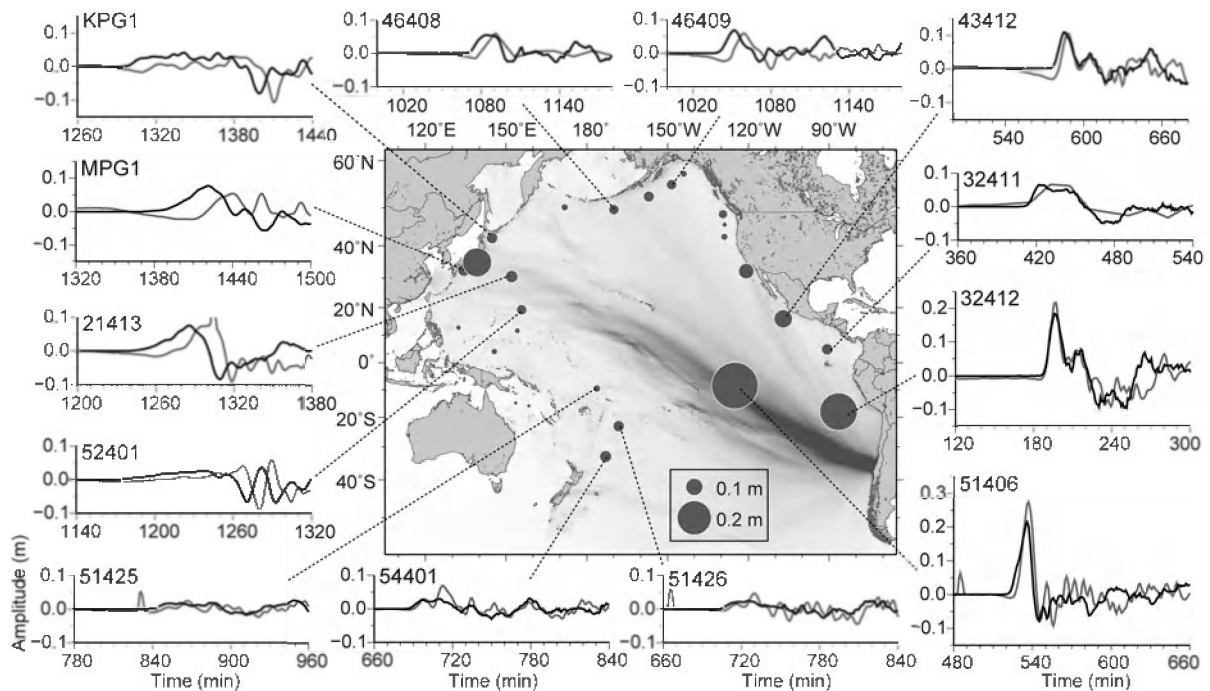 KPG1
0.1
0.0
−0.1
1260 1320 1380 1440
46408
0.1
0.0
−0.1
1020 1080 1140
46409
0.1
0.0
−0.1
1020 1080 1140
43412
0.1
0.0
−0.1
540 600 660
120˚E 150˚E 180˚ 150˚W 120˚W 90˚W
60˚N
40˚N
20˚N
0˚
20˚S
40˚S
0.1 m
0.2 m
MPG1
0.1
0.0
−0.1
1320 1380 1440 1500
32411
0.1
0.0
−0.1
360 420 480 540
21413
0.1
0.0
−0.1
1200 1260 1320 1380
32412
0.2
0.1
0.0
−0.1
120 180 240 300
52401
0.1
0.0
−0.1
1140 1200 1260 1320
51406
0.3
0.2
0.1
0.0
−0.1
480 540 600 660
Time (min)
Amplitude (m)
51425
0.1
0.0
−0.1
780 840 900 960
Time (min)
54401
0.1
0.0
−0.1
660 720 780 840
Time (min)
51426
0.1
0.0
−0.1
660 720 780 840
Time (min)